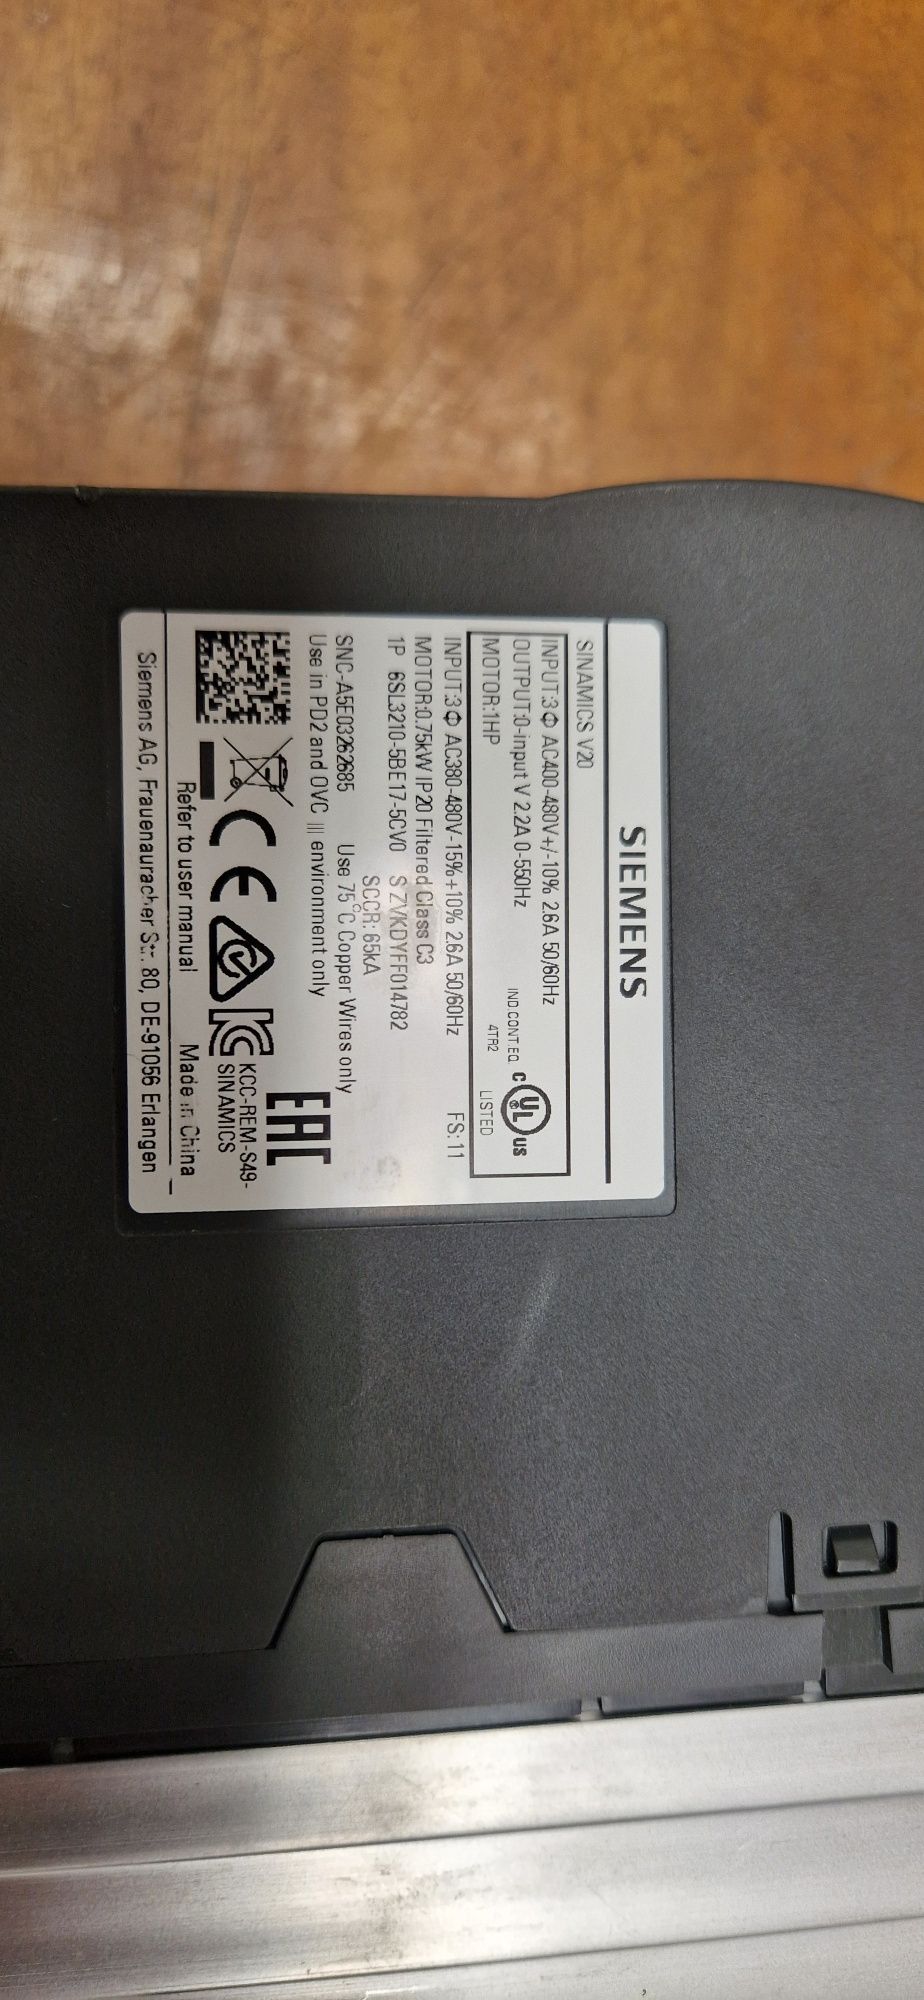 SIEMENS
SINAMICS V20
INPUT:3Φ AC400-480V+/-10% 2.6A 50/60Hz
OUTPUT:0-input V 2.2A 0-550Hz
MOTOR:1HP
IND.CONT.EQ
4TR2
C UL US
LISTED
INPUT:3Φ AC380-480V-15%+10% 2.6A 50/60Hz
MOTOR:0.75kW IP20 Filtered Class C3 FS:11
1P 6SL3210-5BE17-5CV0 S ZVKDYFF014782
SCCR: 65kA
SNC-A5E03262685 Use 75°C Copper Wires only
Use in PD2 and OVC III environment only
EAC
CE
KCC-REM-S49-
SINAMICS
Refer to user manual Made in China
Siemens AG, Frauenauracher Str. 80, DE-91056 Erlangen